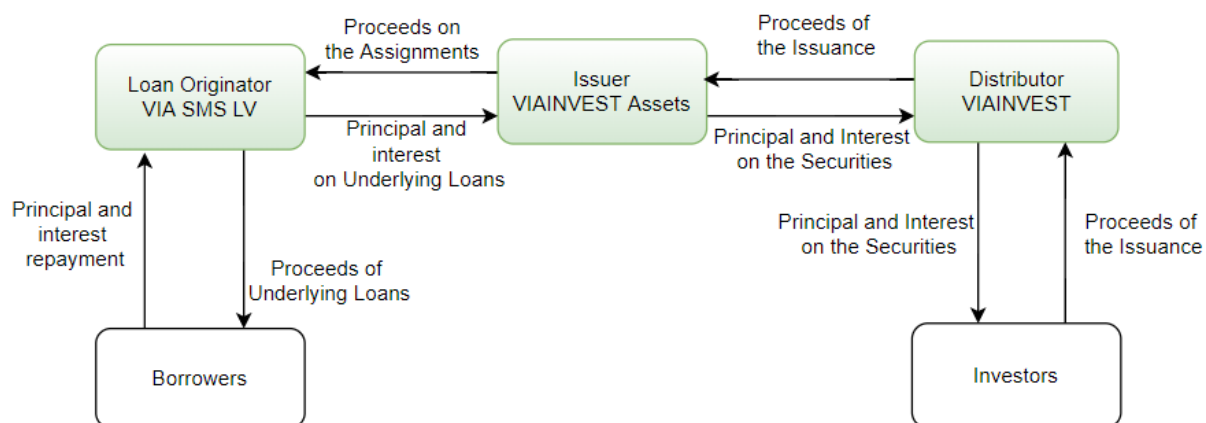 Proceeds on
the Assignments
Proceeds of
the Issuance
Loan Originator
VIA SMS LV
Issuer
VIAINVEST Assets
Distributor
VIAINVEST
Principal and
interest
on Underlying Loans
Principal and Interest
on the Securities
Principal and
interest
repayment
Proceeds of
Underlying Loans
Principal and Interest
on the Securities
Proceeds of
the Issuance
Borrowers
Investors